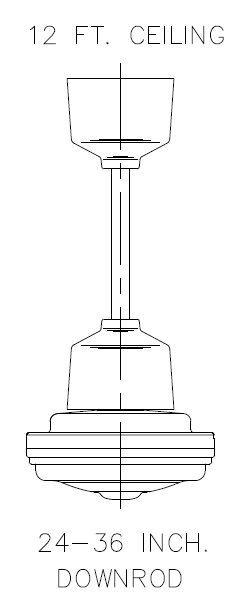 12 FT. CEILING
24-36 INCH.
DOWNROD